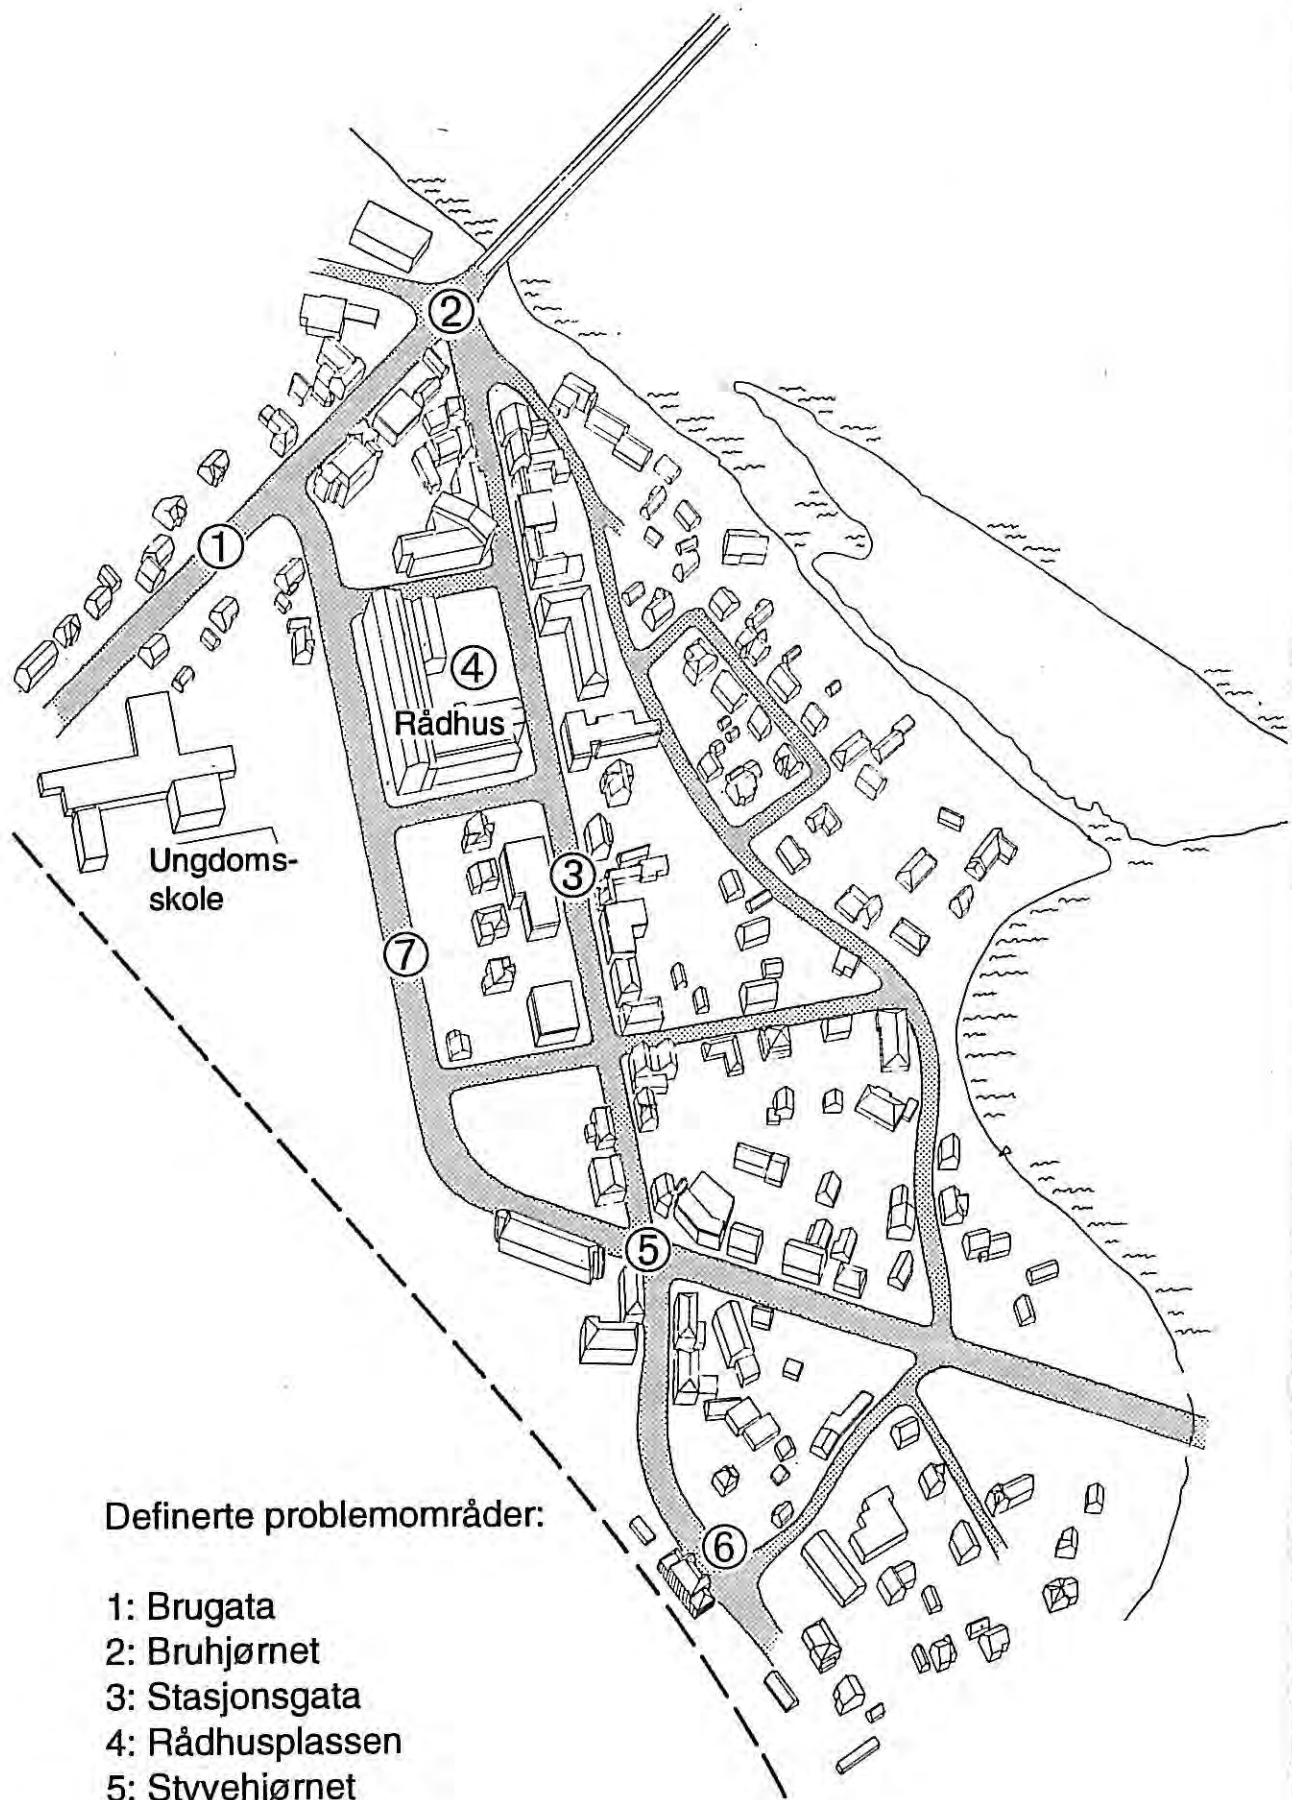 2
1
4
Rådhus
3
Ungdoms-
skole
7
5
6
Definerte problemområder:
1: Brugata
2: Bruhjørnet
3: Stasjonsgata
4: Rådhusplassen
5: Styvehjørnet